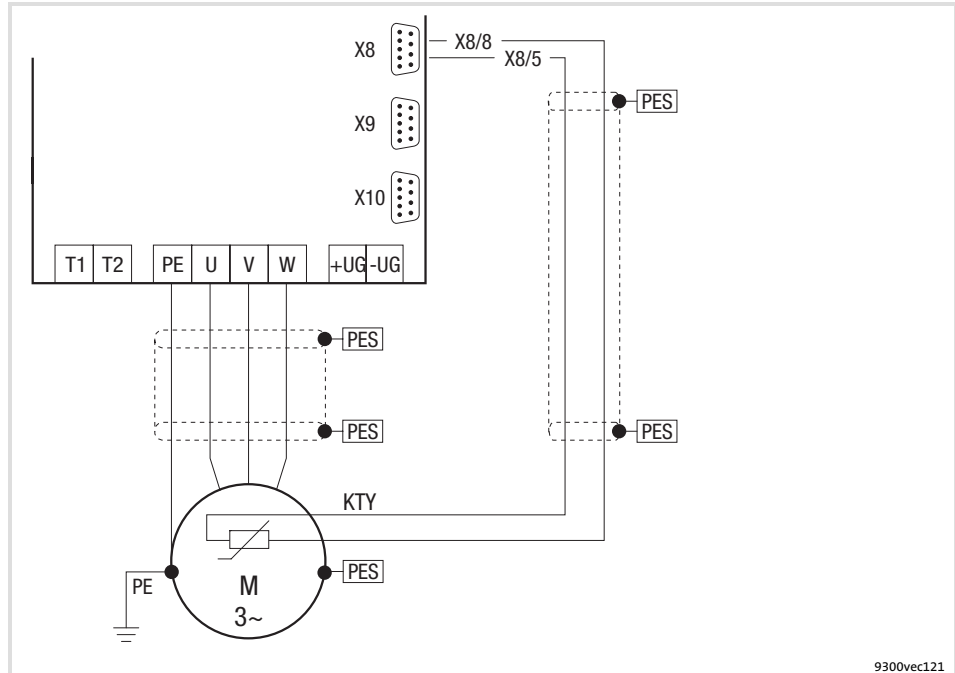 X8
X8/8
X8/5
PES
X9
X10
T1 T2 PE U V W +UG -UG
PES
PES
PES
KTY
PE
M
3~
PES
9300vec121